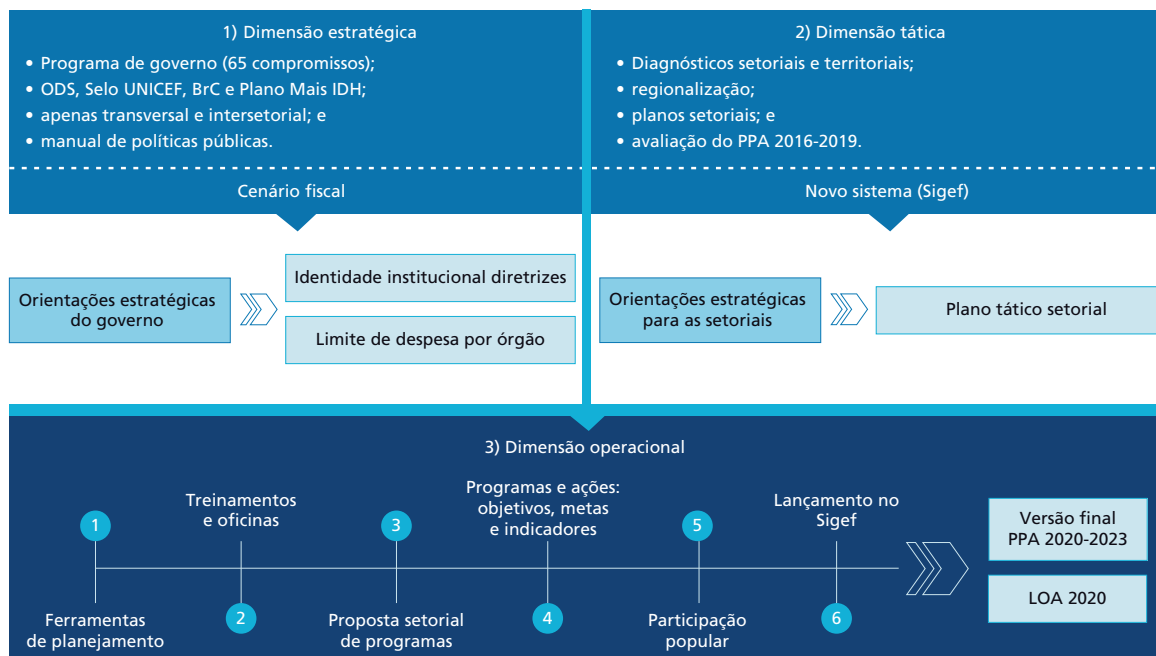 1) Dimensão estratégica
• Programa de governo (65 compromissos);
• ODS, Selo UNICEF, BrC e Plano Mais IDH;
• apenas transversal e intersetorial; e
• manual de políticas públicas.
Cenário fiscal
2) Dimensão tática
• Diagnósticos setoriais e territoriais;
• regionalização;
• planos setoriais; e
• avaliação do PPA 2016-2019.
Novo sistema (Sigef)
Orientações estratégicas
do governo
Identidade institucional diretrizes
Limite de despesa por órgão
Orientações estratégicas
para as setoriais
Plano tático setorial
3) Dimensão operacional
1
Ferramentas
de planejamento
Treinamentos
e oficinas
2
3
Proposta setorial
de programas
Programas e ações:
objetivos, metas
e indicadores
4
5
Participação
popular
Lançamento no
Sigef
6
Versão final
PPA 2020-2023
LOA 2020